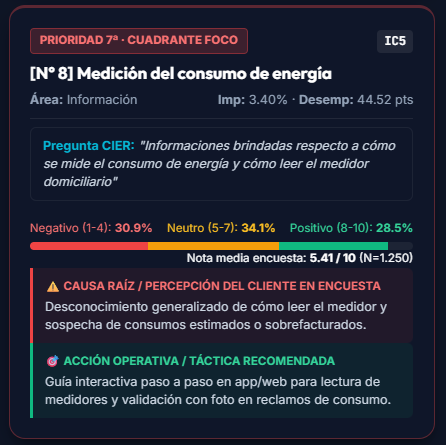 PRIORIDAD 7ª · CUADRANTE FOCO
IC5
[Nº 8] Medición del consumo de energía
Área: Información
Imp: 3.40% · Desemp: 44.52 pts
Pregunta CIER: "Informaciones brindadas respecto a cómo
se mide el consumo de energía y cómo leer el medidor
domiciliario"
Negativo (1-4): 30.9%
Neutro (5-7): 34.1%
Positivo (8-10): 28.5%
Nota media encuesta: 5.41 / 10 (N=1.250)
⚠️ CAUSA RAÍZ / PERCEPCIÓN DEL CLIENTE EN ENCUESTA
Desconocimiento generalizado de cómo leer el medidor y
sospecha de consumos estimados o sobrefacturados.
🎯 ACCIÓN OPERATIVA / TÁCTICA RECOMENDADA
Guía interactiva paso a paso en app/web para lectura de
medidores y validación con foto en reclamos de consumo.